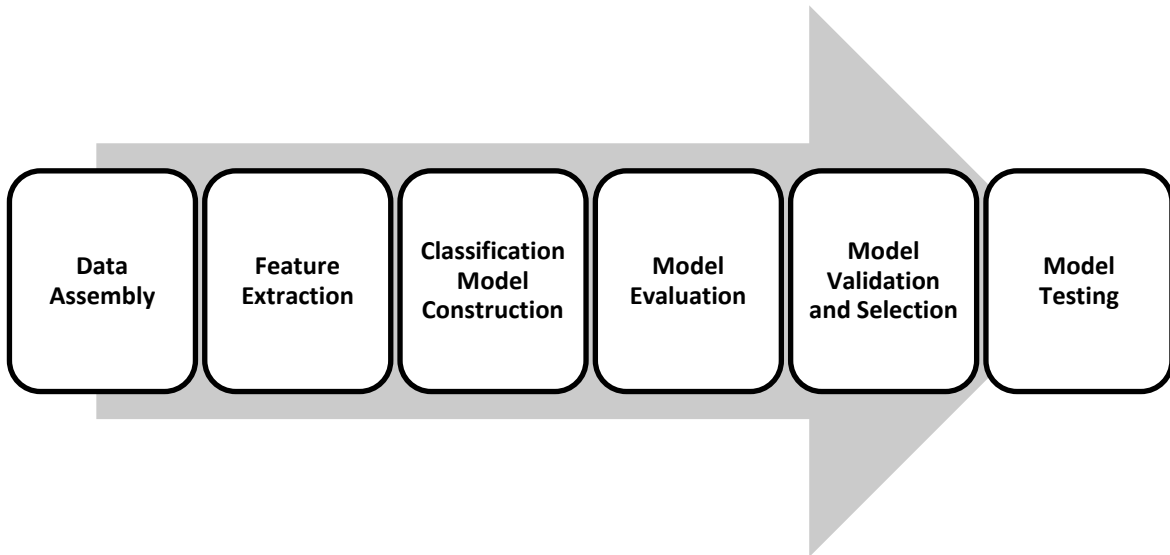 Data
Assembly
Feature
Extraction
Classification
Model
Construction
Model
Evaluation
Model
Validation
and Selection
Model
Testing